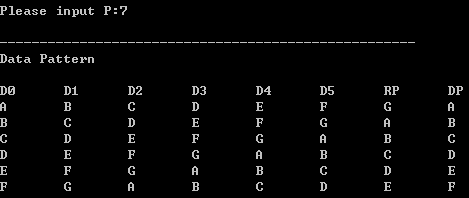 Please input P:7
------------------------------------------------------------
Data Pattern
D0 D1 D2 D3 D4 D5 RP DP
A B C D E F G A
B C D E F G A B
C D E F G A B C
D E F G A B C D
E F G A B C D E
F G A B C D E F